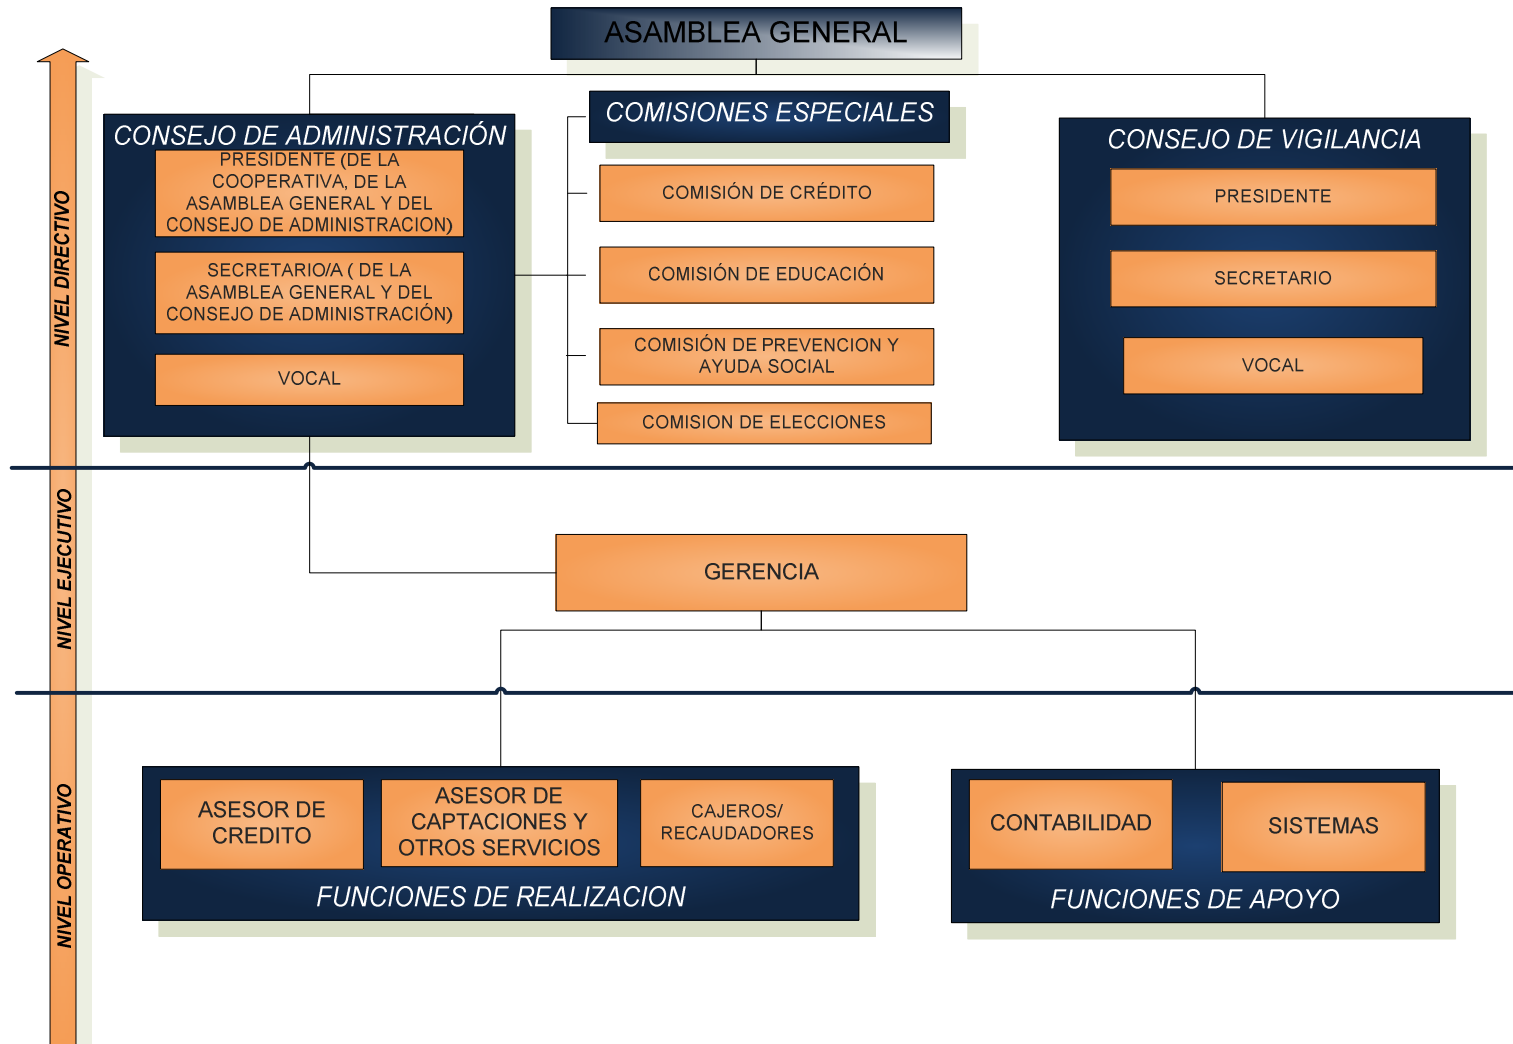 ASAMBLEA GENERAL
CONSEJO DE ADMINISTRACIÓN
PRESIDENTE (DE LA
COOPERATIVA, DE LA
ASAMBLEA GENERAL Y DEL
CONSEJO DE ADMINISTRACION)
SECRETARIO/A ( DE LA
ASAMBLEA GENERAL Y DEL
CONSEJO DE ADMINISTRACIÓN)
VOCAL
COMISIONES ESPECIALES
COMISIÓN DE CRÉDITO
COMISIÓN DE EDUCACIÓN
COMISIÓN DE PREVENCION Y
AYUDA SOCIAL
COMISION DE ELECCIONES
CONSEJO DE VIGILANCIA
PRESIDENTE
SECRETARIO
VOCAL
NIVEL DIRECTIVO
NIVEL EJECUTIVO
GERENCIA
NIVEL OPERATIVO
ASESOR DE
CREDITO
ASESOR DE
CAPTACIONES Y
OTROS SERVICIOS
CAJEROS/
RECAUDADORES
FUNCIONES DE REALIZACION
CONTABILIDAD
SISTEMAS
FUNCIONES DE APOYO